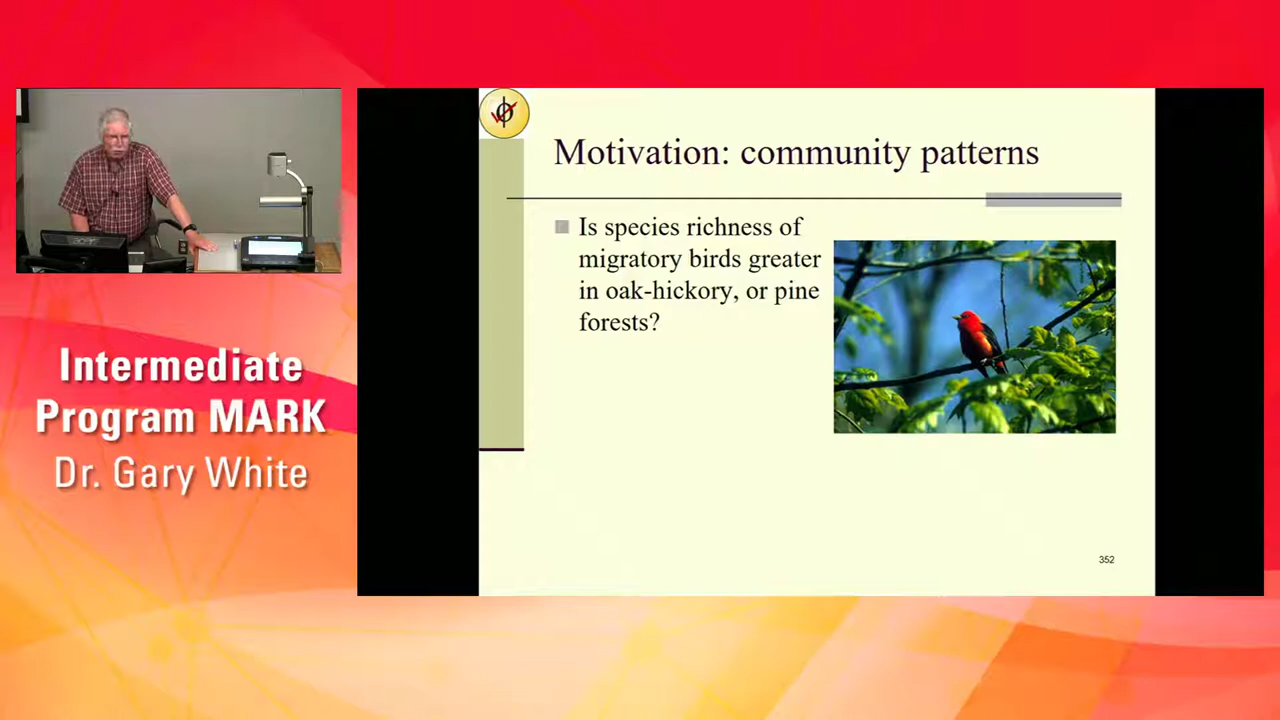 Motivation: community patterns
Is species richness of
migratory birds greater
in oak-hickory, or pine
forests?
352
Intermediate
Program MARK
Dr. Gary White